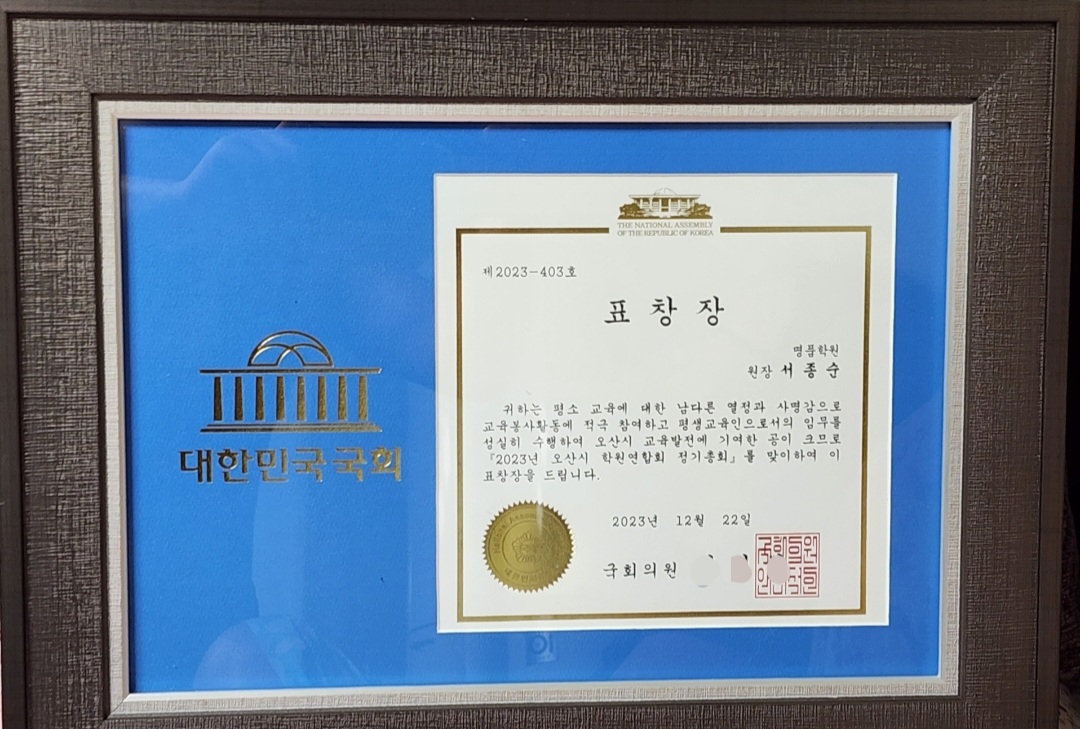 대한민국국회
THE NATIONAL ASSEMBLY
OF THE REPUBLIC OF KOREA
제2023-403호
표창장
명품학원
원장 서종순
귀하는 평소 교육에 대한 남다른 열정과 사명감으로
교육봉사활동에 적극 참여하고 평생교육인으로서의 임무를
성실히 수행하여 오산시 교육발전에 기여한 공이 크므로
『2023년 오산시 학원연합회 정기총회』를 맞이하여 이
표창장을 드립니다.
2023년 12월 22일
국회의원